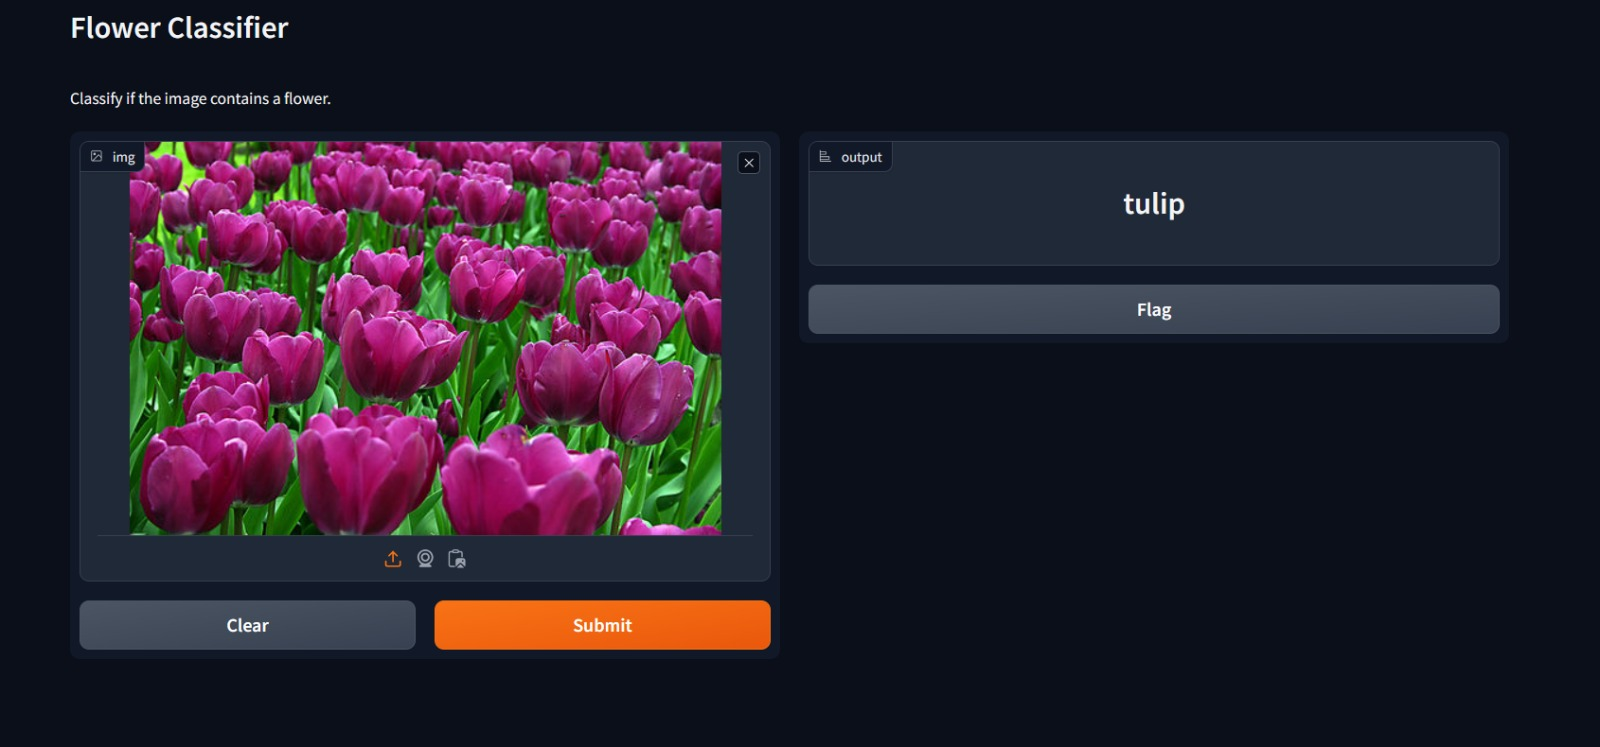 Flower Classifier
Classify if the image contains a flower.
img
output
tulip
Flag
Clear
Submit